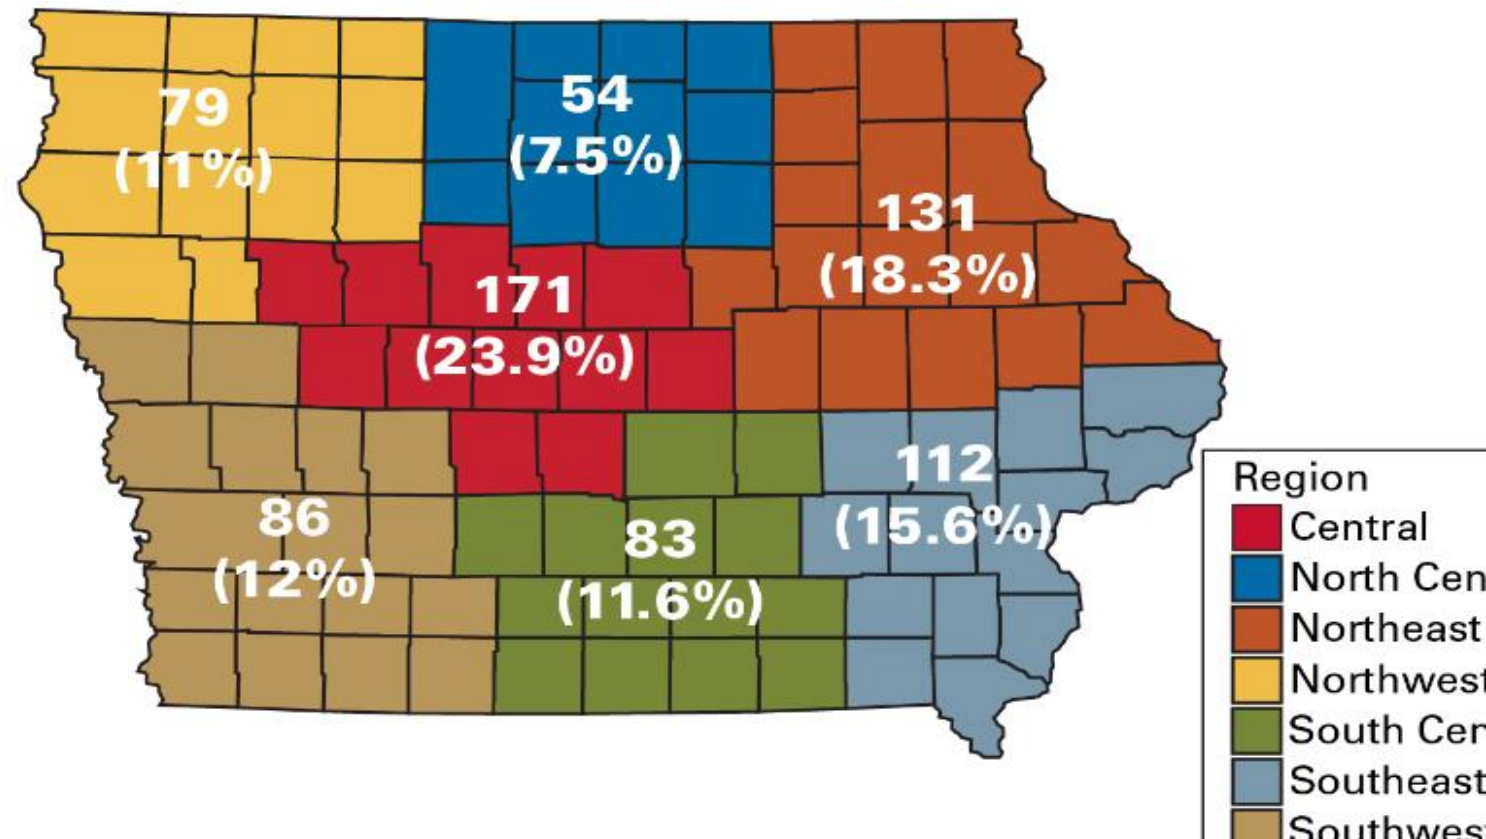 79
(11%)
54
(7.5%)
131
(18.3%)
171
(23.9%)
112
(15.6%)
86
(12%)
83
(11.6%)
Region
Central
North Cen
Northeast
Northwest
South Cen
Southeast
Southwest